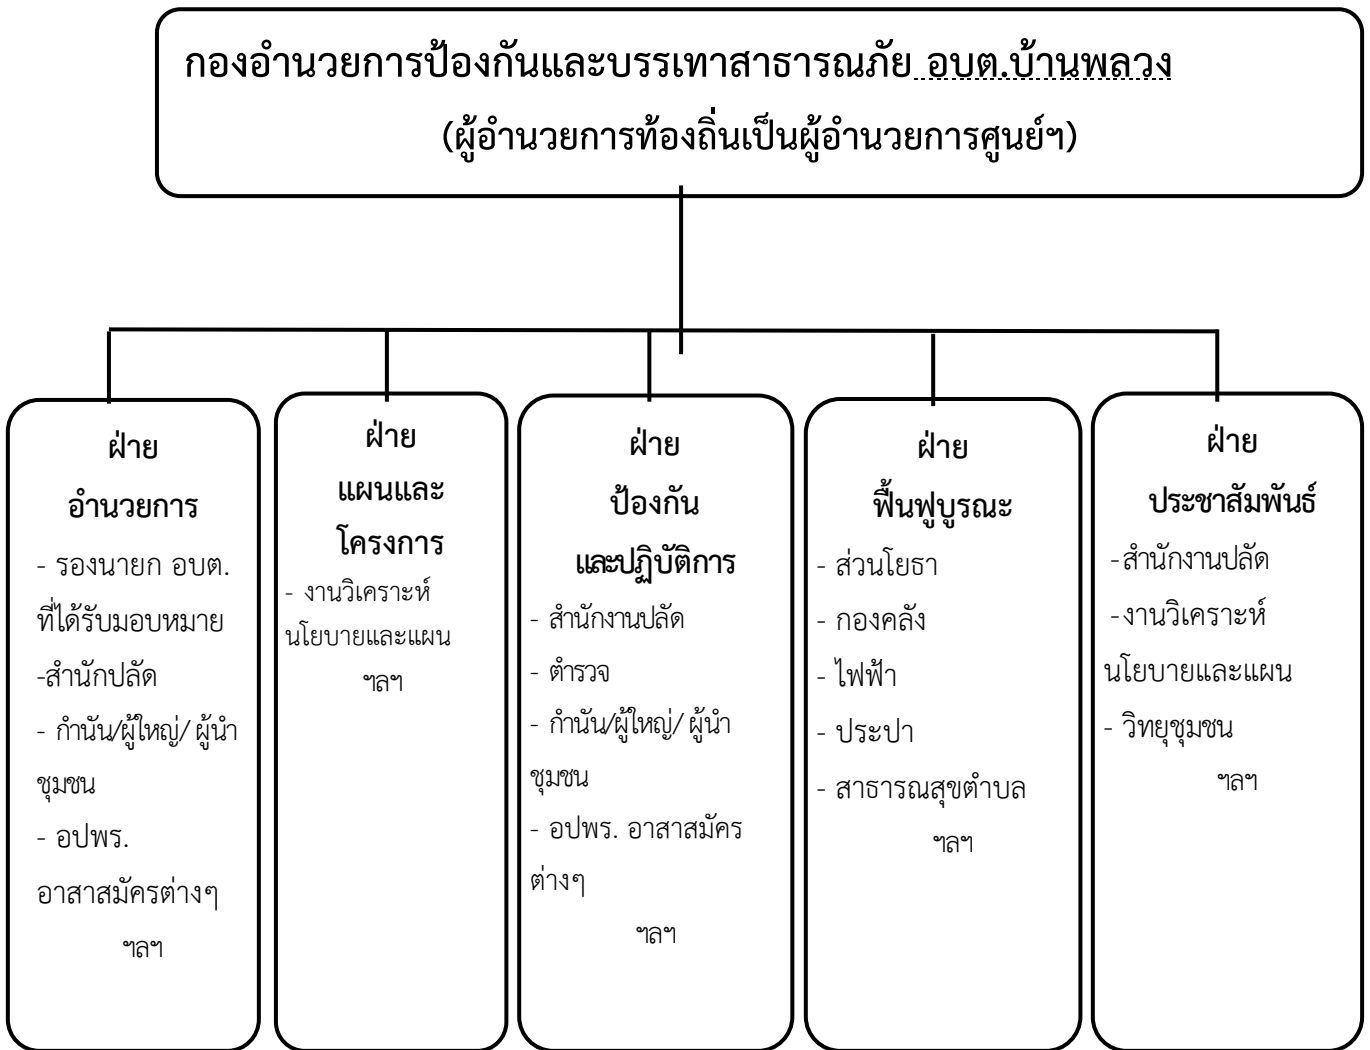 กองอำนวยการป้องกันและบรรเทาสาธารณภัย อบต.บ้านพลวง
(ผู้อำนวยการท้องถิ่นเป็นผู้อำนวยการศูนย์ฯ)
ฝ่าย
อำนวยการ
- รองนายก อบต.
ที่ได้รับมอบหมาย
-สำนักปลัด
- กำนัน/ผู้ใหญ่/ ผู้นำ
ชุมชน
- อปพร.
อาสาสมัครต่างๆ
ฯลฯ
ฝ่าย
แผนและ
โครงการ
- งานวิเคราะห์
นโยบายและแผน
ฯลฯ
ฝ่าย
ป้องกัน
และปฏิบัติการ
- สำนักงานปลัด
- ตำรวจ
- กำนัน/ผู้ใหญ่/ ผู้นำ
ชุมชน
- อปพร. อาสาสมัคร
ต่างๆ
ฯลฯ
ฝ่าย
ฟื้นฟูบูรณะ
- ส่วนโยธา
- กองคลัง
- ไฟฟ้า
- ประปา
- สาธารณสุขตำบล
ฯลฯ
ฝ่าย
ประชาสัมพันธ์
-สำนักงานปลัด
-งานวิเคราะห์
นโยบายและแผน
- วิทยุชุมชน
ฯลฯ